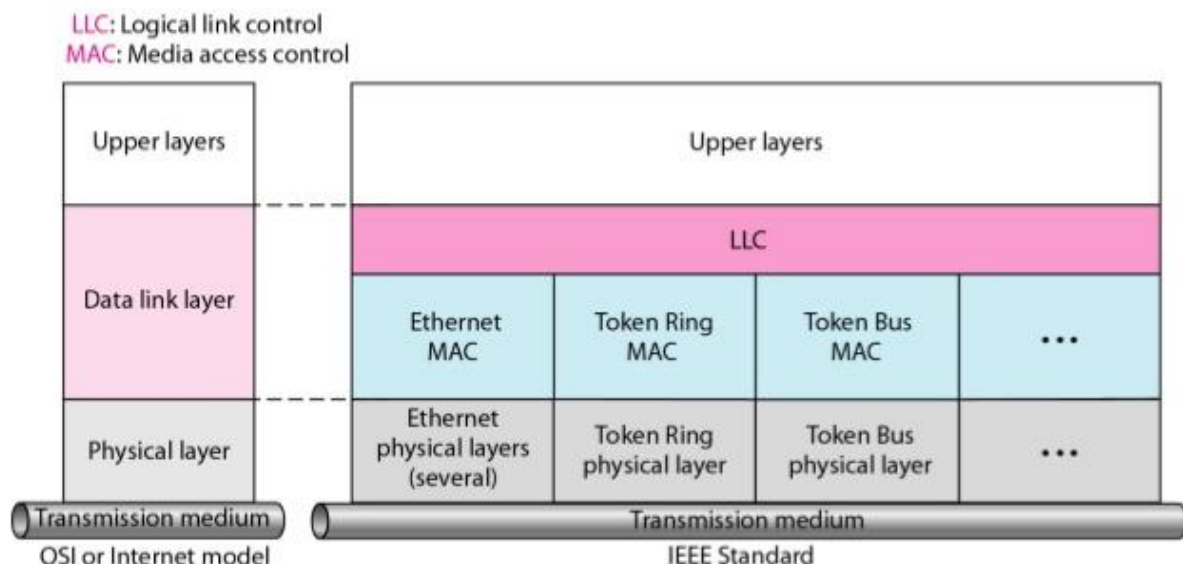 LLC: Logical link control
MAC: Media access control
Upper layers
Data link layer
Physical layer
Transmission medium
OSI or Internet model
Upper layers
LLC
Ethernet
MAC
Token Ring
MAC
Token Bus
MAC
•••
Ethernet
physical layers
(several)
Token Ring
physical layer
Token Bus
physical layer
•••
Transmission medium
IEEE Standard